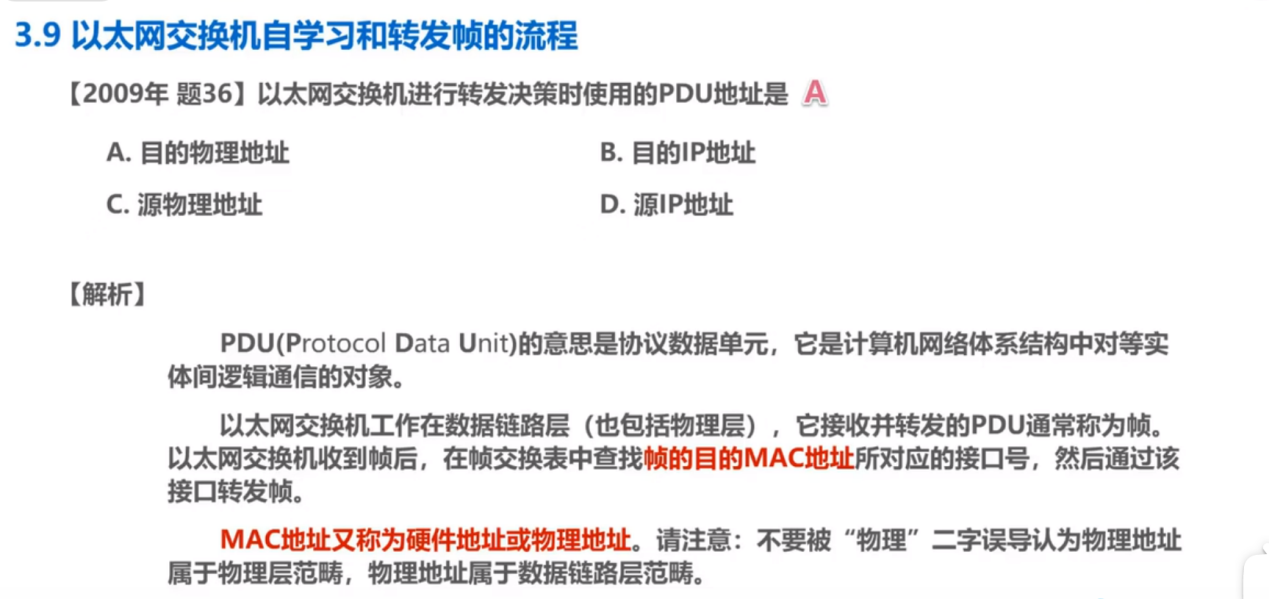 3.9 以太网交换机自学习和转发帧的流程
【2009年 题36】以太网交换机进行转发决策时使用的PDU地址是 A
A. 目的物理地址
B. 目的IP地址
C. 源物理地址
D. 源IP地址
【解析】
PDU(Protocol Data Unit)的意思是协议数据单元，它是计算机网络体系结构中对等实
体间逻辑通信的对象。
以太网交换机工作在数据链路层（也包括物理层），它接收并转发的PDU通常称为帧。
以太网交换机收到帧后，在帧交换表中查找帧的目的MAC地址所对应的接口号，然后通过该
接口转发帧。
MAC地址又称为硬件地址或物理地址。请注意：不要被“物理”二字误导认为物理地址
属于物理层范畴，物理地址属于数据链路层范畴。